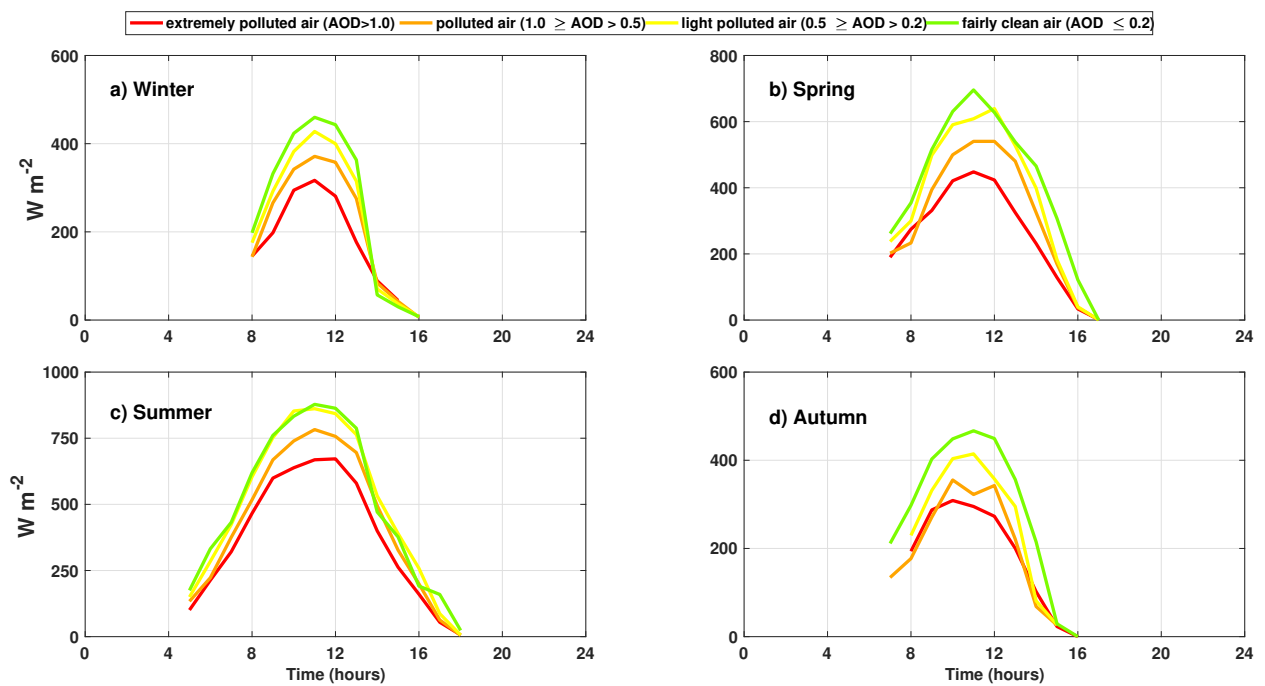 extremely polluted air (AOD>1.0) polluted air (1.0 ≥ AOD > 0.5) light polluted air (0.5 ≥ AOD > 0.2) fairly clean air (AOD ≤ 0.2)
a) Winter
W m-2
600
400
200
0
0 4 8 12 16 20 24
b) Spring
800
600
400
200
0
0 4 8 12 16 20 24
c) Summer
W m-2
1000
750
500
250
0
0 4 8 12 16 20 24
Time (hours)
d) Autumn
600
400
200
0
0 4 8 12 16 20 24
Time (hours)